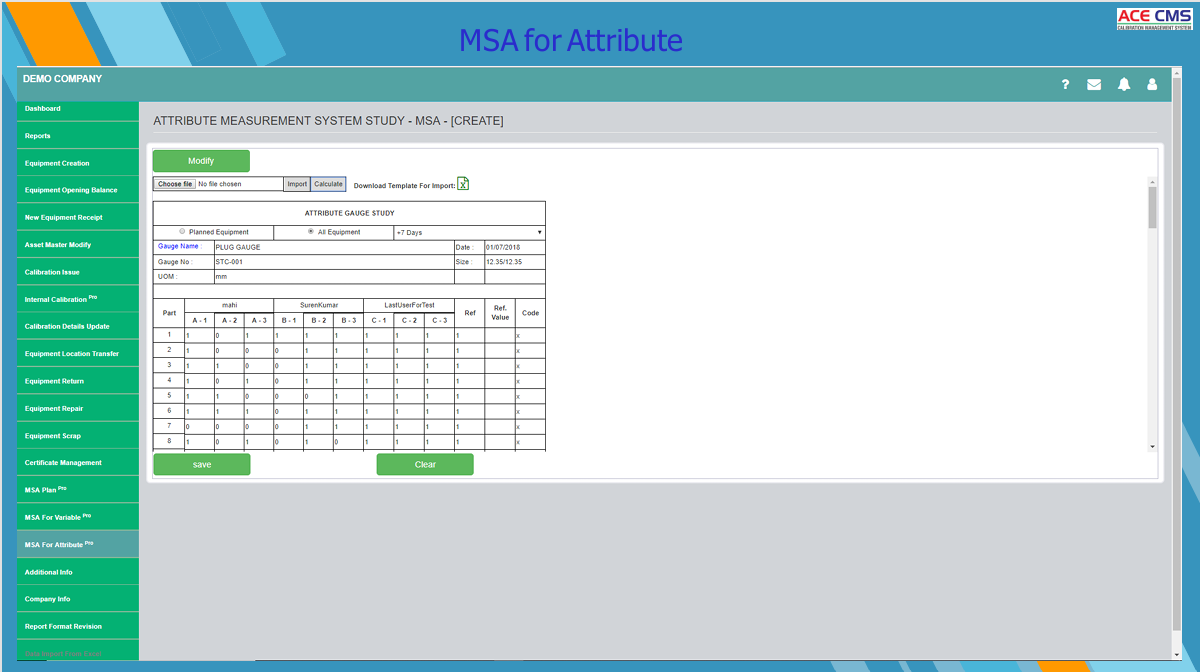 MSA for Attribute
ACE CMS
CALIBRATION MANAGEMENT SYSTEM
DEMO COMPANY
?
Dashboard
Reports
Equipment Creation
Equipment Opening Balance
New Equipment Receipt
Asset Master Modify
Calibration Issue
Internal Calibration Pro
Calibration Details Update
Equipment Location Transfer
Equipment Return
Equipment Repair
Equipment Scrap
Certificate Management
MSA Plan Pro
MSA For Variable Pro
MSA For Attribute Pro
Additional Info
Company Info
Report Format Revision
ATTRIBUTE MEASUREMENT SYSTEM STUDY - MSA - [CREATE]
Modify
Choose file No file chosen Import Calculate Download Template For Import:
ATTRIBUTE GAUGE STUDY
Planned Equipment All Equipment +7 Days
Gauge Name : PLUG GAUGE Date : 01/07/2018
Gauge No : STC-001 Size : 12.35/12.35
UOM : mm
Part mahi SurenKumar LastUserForTest Ref Ref. Value Code
A - 1 A - 2 A - 3 B - 1 B - 2 B - 3 C - 1 C - 2 C - 3
1 1 0 1 1 1 1 1 1 1 1 x
2 1 0 0 0 1 1 1 1 1 1 x
3 1 1 0 0 1 1 1 1 1 1 x
4 1 0 1 0 1 1 1 1 1 1 x
5 1 1 0 0 0 1 1 1 1 1 x
6 1 1 1 0 1 1 1 1 1 1 x
7 0 0 0 0 1 1 1 1 1 1 x
8 1 0 1 0 1 0 1 1 1 1 x
save Clear